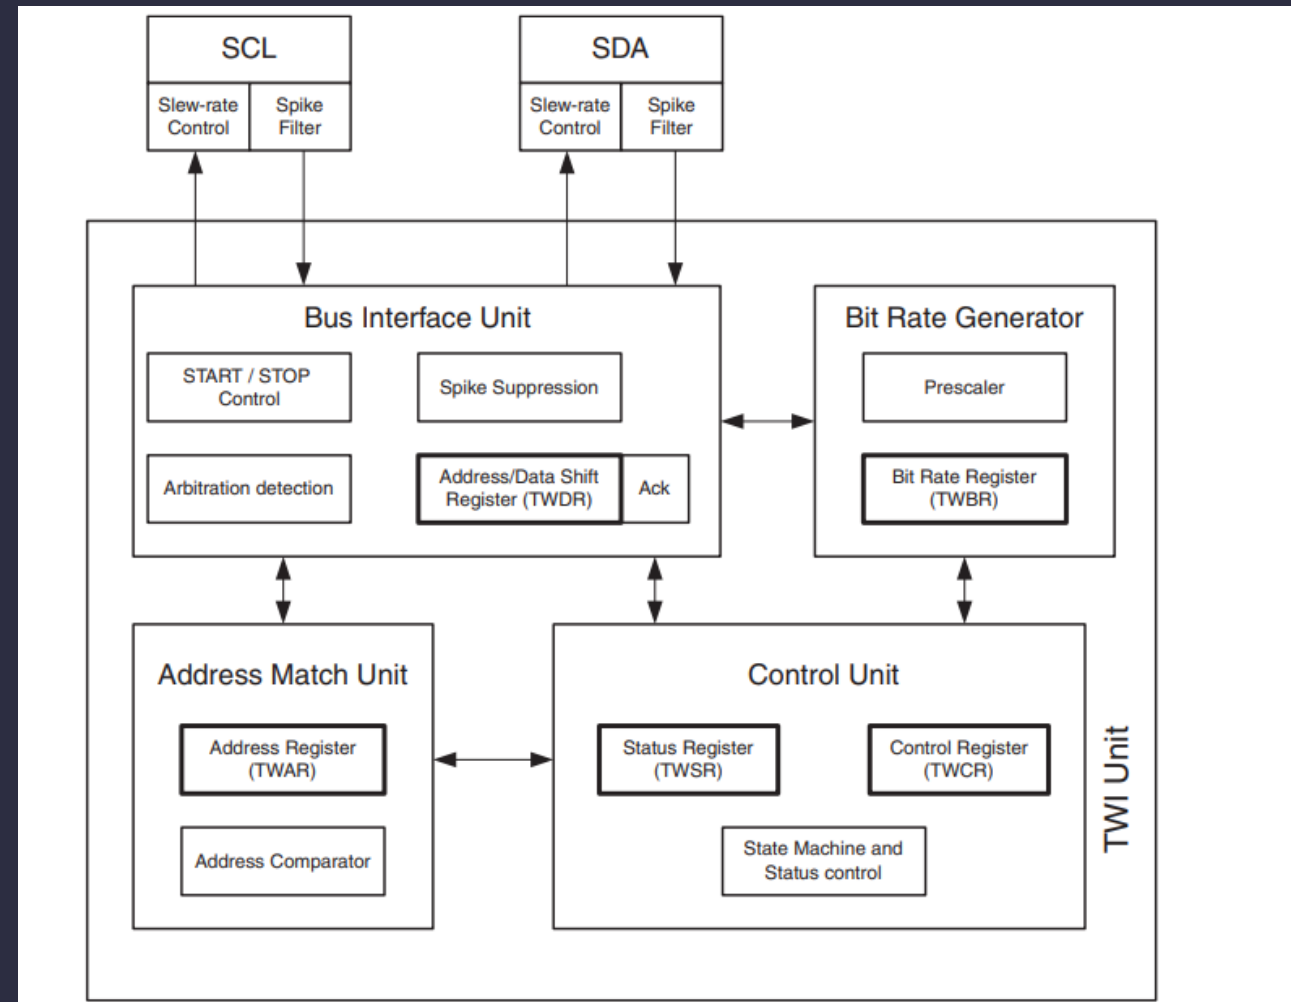 SCL
Slew-rate
Control
Spike
Filter
SDA
Slew-rate
Control
Spike
Filter
Bus Interface Unit
START / STOP
Control
Spike Suppression
Arbitration detection
Address/Data Shift
Register (TWDR)
Ack
Bit Rate Generator
Prescaler
Bit Rate Register
(TWBR)
Address Match Unit
Address Register
(TWAR)
Address Comparator
Control Unit
Status Register
(TWSR)
Control Register
(TWCR)
State Machine and
Status control
TWI Unit